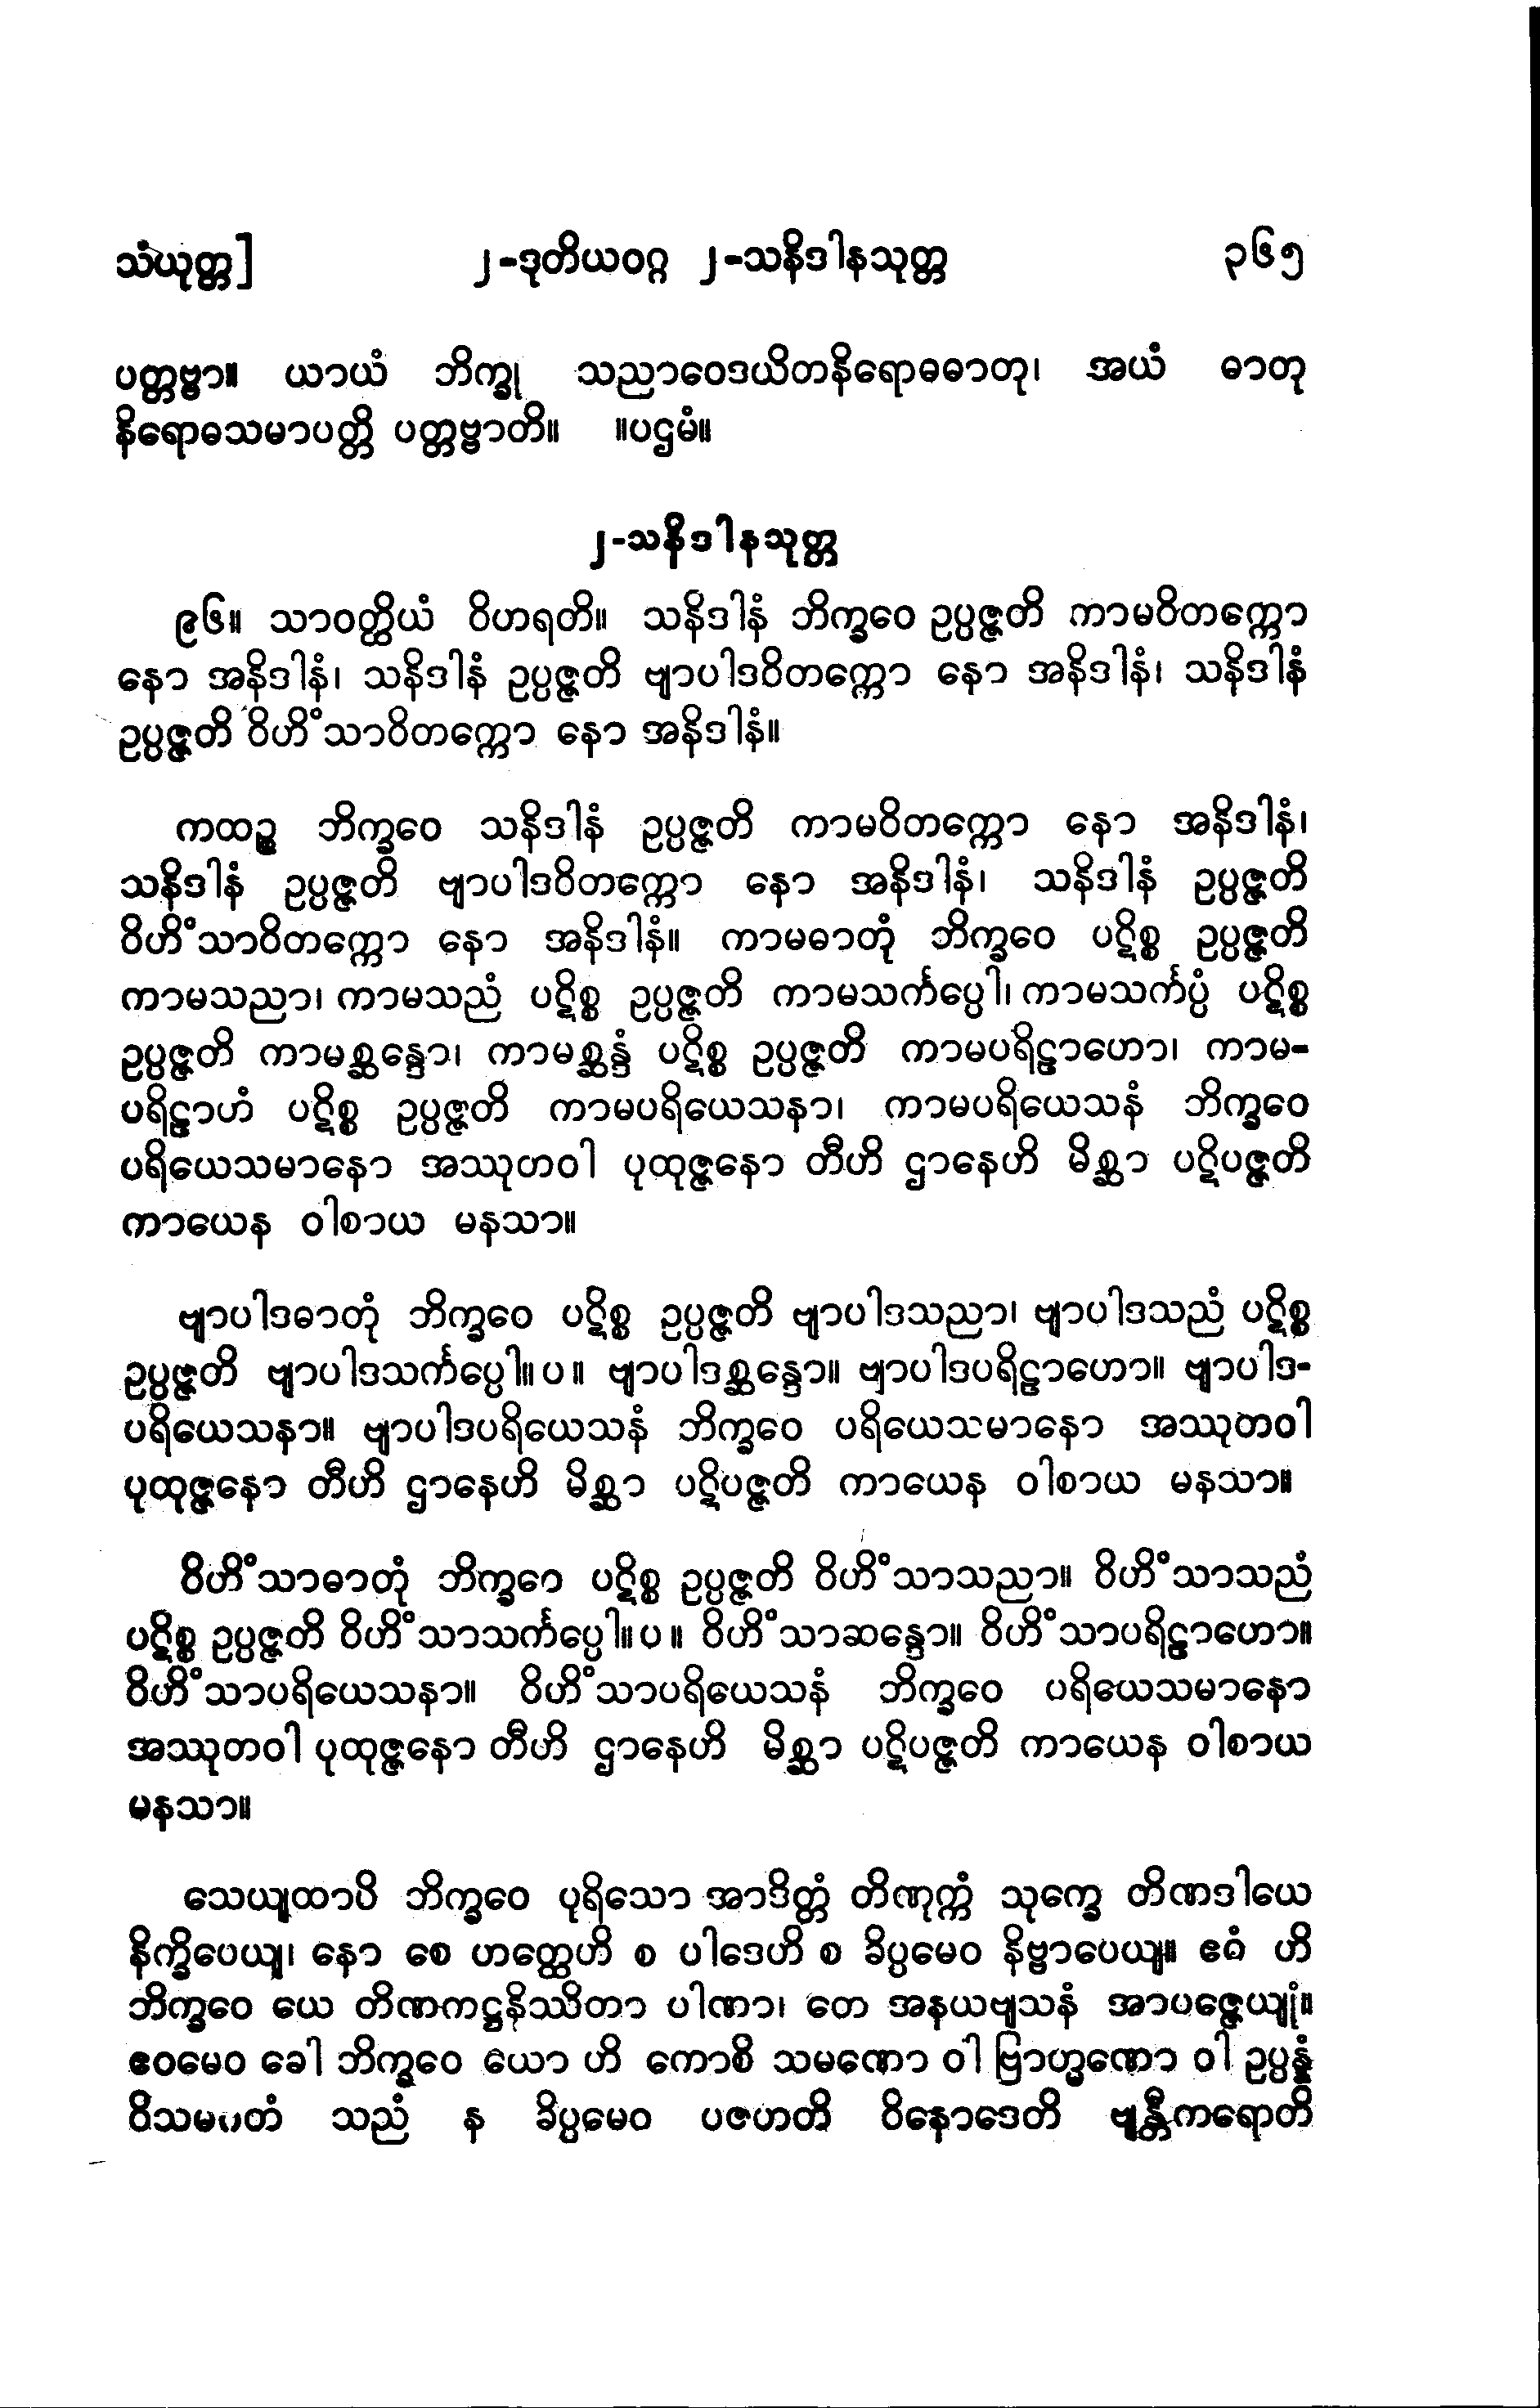 သံယုတ္တ] ၂-ဒုတိယဝဂ္ဂ ၂-သနိဒါနသုတ္တ ၃၆၅
ပတ္တဗ္ဗာ။ ယာယံ ဘိက္ခု သညာဝေဒယိတနိရောဓဓာတု၊ အယံ ဓာတု
နိရောဓသမာပတ္တိ ပတ္တဗ္ဗာတိ။ ။ပဌမံ။
၂-သနိဒါနသုတ္တ
၉၆။ သာဝတ္ထိယံ ဝိဟရတိ။ သနိဒါနံ ဘိက္ခဝေ ဥပ္ပဇ္ဇတိ ကာမဝိတက္ကော
နော အနိဒါနံ၊ သနိဒါနံ ဥပ္ပဇ္ဇတိ ဗျာပါဒဝိတက္ကော နော အနိဒါနံ၊ သနိဒါနံ
ဥပ္ပဇ္ဇတိ ဝိဟိံသာဝိတက္ကော နော အနိဒါနံ။
ကထဉ္စ ဘိက္ခဝေ သနိဒါနံ ဥပ္ပဇ္ဇတိ ကာမဝိတက္ကော နော အနိဒါနံ၊
သနိဒါနံ ဥပ္ပဇ္ဇတိ ဗျာပါဒဝိတက္ကော နော အနိဒါနံ၊ သနိဒါနံ ဥပ္ပဇ္ဇတိ
ဝိဟိံသာဝိတက္ကော နော အနိဒါနံ။ ကာမဓာတုံ ဘိက္ခဝေ ပဋိစ္စ ဥပ္ပဇ္ဇတိ
ကာမသညာ၊ ကာမသညံ ပဋိစ္စ ဥပ္ပဇ္ဇတိ ကာမသင်္ကပ္ပေါ၊ ကာမသင်္ကပ္ပံ ပဋိစ္စ
ဥပ္ပဇ္ဇတိ ကာမစ္ဆန္ဒော၊ ကာမစ္ဆန္ဒံ ပဋိစ္စ ဥပ္ပဇ္ဇတိ ကာမပရိဠာဟော၊ ကာမ-
ပရိဠာဟံ ပဋိစ္စ ဥပ္ပဇ္ဇတိ ကာမပရိယေသနာ၊ ကာမပရိယေသနံ ဘိက္ခဝေ
ပရိယေသမာနော အဿုတဝါ ပုထုဇ္ဇနော တီဟိ ဌာနေဟိ မိစ္ဆာ ပဋိပဇ္ဇတိ
ကာယေန ဝါစာယ မနသာ။
ဗျာပါဒဓာတုံ ဘိက္ခဝေ ပဋိစ္စ ဥပ္ပဇ္ဇတိ ဗျာပါဒသညာ၊ ဗျာပါဒသညံ ပဋိစ္စ
ဥပ္ပဇ္ဇတိ ဗျာပါဒသင်္ကပ္ပေါ။ ပ ။ ဗျာပါဒစ္ဆန္ဒော။ ဗျာပါဒပရိဠာဟော။ ဗျာပါဒ-
ပရိယေသနာ။ ဗျာပါဒပရိယေသနံ ဘိက္ခဝေ ပရိယေသမာနော အဿုတဝါ
ပုထုဇ္ဇနော တီဟိ ဌာနေဟိ မိစ္ဆာ ပဋိပဇ္ဇတိ ကာယေန ဝါစာယ မနသာ။
ဝိဟိံသာဓာတုံ ဘိက္ခဝေ ပဋိစ္စ ဥပ္ပဇ္ဇတိ ဝိဟိံသာသညာ။ ဝိဟိံသာသညံ
ပဋိစ္စ ဥပ္ပဇ္ဇတိ ဝိဟိံသာသင်္ကပ္ပေါ။ ပ ။ ဝိဟိံသာဆန္ဒော။ ဝိဟိံသာပရိဠာဟော။
ဝိဟိံသာပရိယေသနာ။ ဝိဟိံသာပရိယေသနံ ဘိက္ခဝေ ပရိယေသမာနော
အဿုတဝါ ပုထုဇ္ဇနော တီဟိ ဌာနေဟိ မိစ္ဆာ ပဋိပဇ္ဇတိ ကာယေန ဝါစာယ
မနသာ။
သေယျထာပိ ဘိက္ခဝေ ပုရိသော အာဒိတ္တံ တိဏုက္ကံ သုက္ခေ တိဏဒါယေ
နိက္ခိပေယျ၊ နော စေ ဟတ္ထေဟိ စ ပါဒေဟိ စ ခိပ္ပမေဝ နိဗ္ဗာပေယျ။ ဧဝံ ဟိ
ဘိက္ခဝေ ယေ တိဏကဋ္ဌနိဿိတာ ပါဏာ၊ တေ အနယဗျသနံ အာပဇ္ဇေယျုံ။
ဧဝမေဝ ခေါ ဘိက္ခဝေ ယော ဟိ ကောစိ သမဏော ဝါ ဗြာဟ္မဏော ဝါ ဥပ္ပန္နံ
ဝိသမဂတံ သညံ န ခိပ္ပမေဝ ပဇဟတိ ဝိနောဒေတိ ဗျန္တီကရောတိ